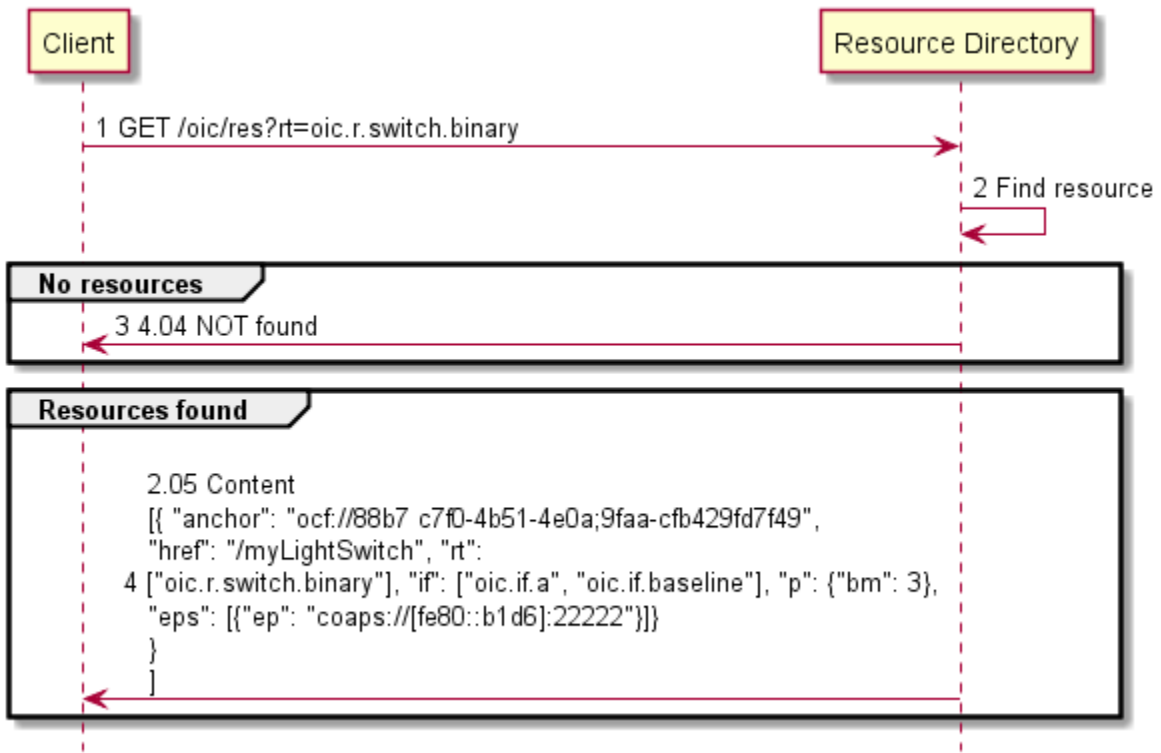 Client
Resource Directory
1 GET /oic/res?rt=oic.r.switch.binary
2 Find resource
No resources
3 4.04 NOT found
Resources found
2.05 Content
[{ "anchor": "ocf://88b7 c7f0-4b51-4e0a;9faa-cfb429fd7f49",
"href": "/myLightSwitch", "rt":
4 ["oic.r.switch.binary"], "if": ["oic.if.a", "oic.if.baseline"], "p": {"bm": 3},
"eps": [{"ep": "coaps://[fe80::b1d6]:22222"}]}
}
]